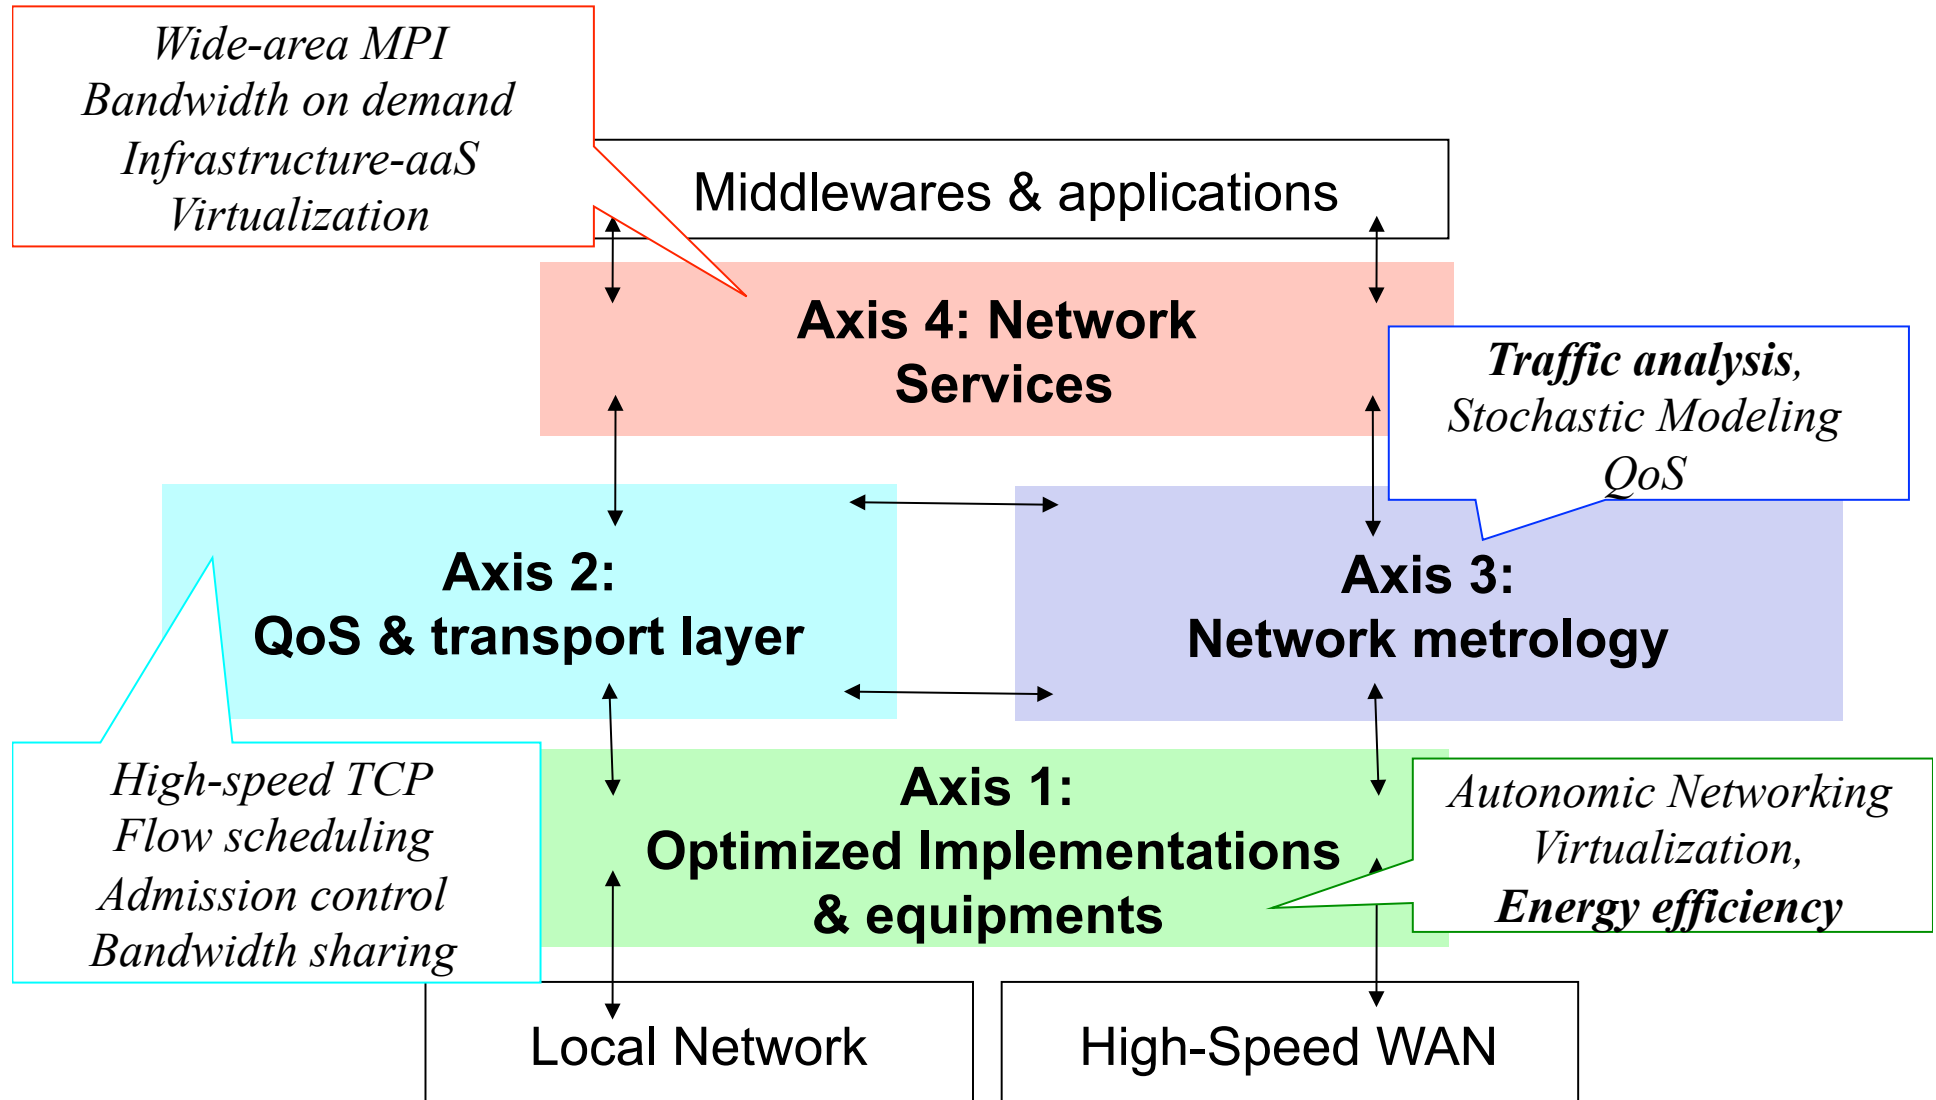 Wide-area MPI
Bandwidth on demand
Infrastructure-aaS
Virtualization
Middlewares & applications
Axis 4: Network
Services
Traffic analysis,
Stochastic Modeling
QoS
Axis 2:
QoS & transport layer
Axis 3:
Network metrology
High-speed TCP
Flow scheduling
Admission control
Bandwidth sharing
Axis 1:
Optimized Implementations
& equipments
Autonomic Networking
Virtualization,
Energy efficiency
Local Network
High-Speed WAN